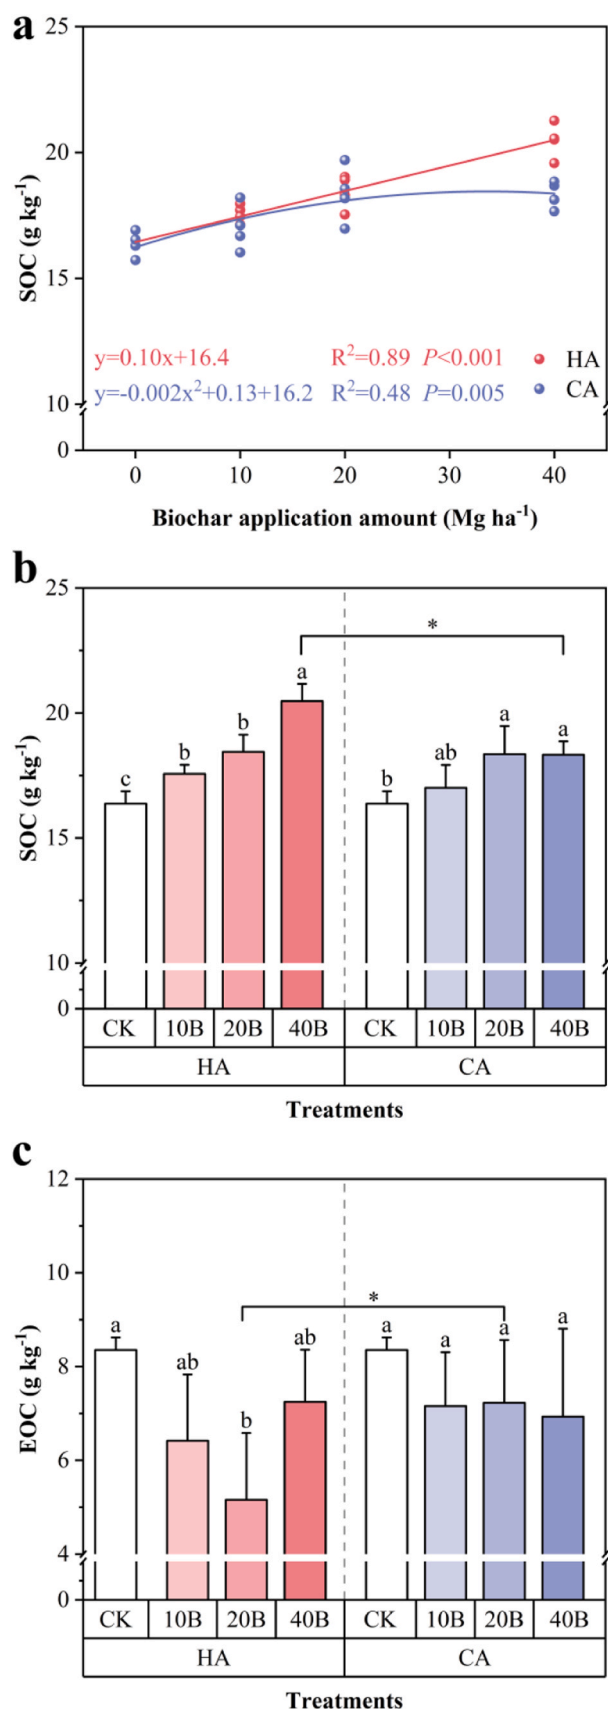 a
25
20
15
10
0
SOC (g kg⁻¹)
y=0.10x+16.4 R²=0.89 P<0.001 HA
y=-0.002x²+0.13+16.2 R²=0.48 P=0.005 CA
0 10 20 30 40
Biochar application amount (Mg ha⁻¹)
b
25
20
15
10
0
SOC (g kg⁻¹)
*
c b b a b ab a a
CK 10B 20B 40B CK 10B 20B 40B
HA CA
Treatments
c
12
10
8
6
4
0
EOC (g kg⁻¹)
*
a ab b ab a a a a
CK 10B 20B 40B CK 10B 20B 40B
HA CA
Treatments